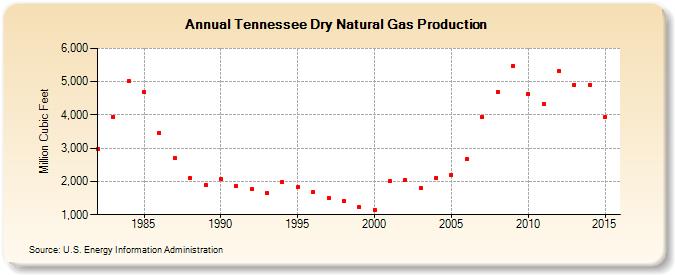 Annual Tennessee Dry Natural Gas Production
Million Cubic Feet
6,000
5,000
4,000
3,000
2,000
1,000
1985 1990 1995 2000 2005 2010 2015
Source: U.S. Energy Information Administration